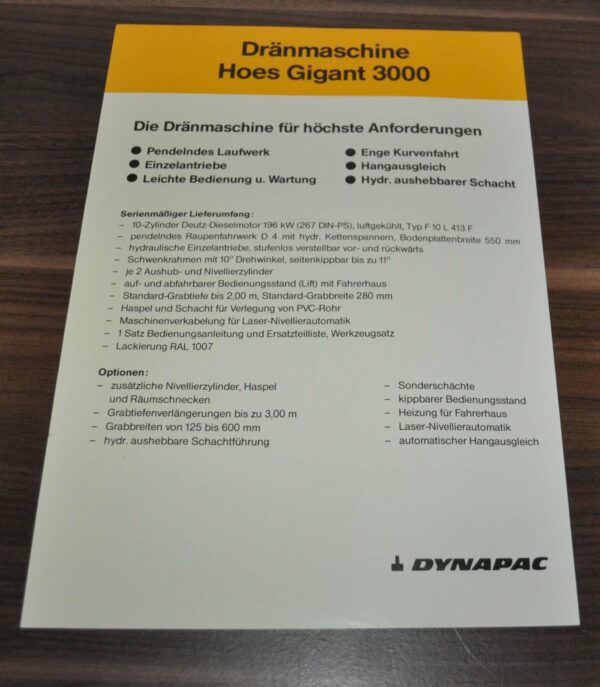 Dränmaschine
Hoes Gigant 3000
Die Dränmaschine für höchste Anforderungen
● Pendelndes Laufwerk
● Einzelantriebe
● Leichte Bedienung u. Wartung
● Enge Kurvenfahrt
● Hangausgleich
● Hydr. aushebbarer Schacht
Serienmäßiger Lieferumfang:
– 10-Zylinder Deutz-Dieselmotor 196 kW (267 DIN-PS), luftgekühlt, Typ F 10 L 413 F
– pendelndes Raupenfahrwerk D 4 mit hydr. Kettenspannern, Bodenplattenbreite 550 mm
– hydraulische Einzelantriebe, stufenlos verstellbar vor- und rückwärts
– Schwenkrahmen mit 10° Drehwinkel, seitenkippbar bis zu 11°
– je 2 Aushub- und Nivellierzylinder
– auf- und abfahrbarer Bedienungsstand (Lift) mit Fahrerhaus
– Standard-Grabtiefe bis 2,00 m, Standard-Grabbreite 280 mm
– Haspel und Schacht für Verlegung von PVC-Rohr
– Maschinenverkabelung für Laser-Nivellierautomatik
– 1 Satz Bedienungsanleitung und Ersatzteilliste, Werkzeugsatz
– Lackierung RAL 1007
Optionen:
– zusätzliche Nivellierzylinder, Haspel
und Räumschnecken
– Grabtiefenverlängerungen bis zu 3,00 m
– Grabbreiten von 125 bis 600 mm
– hydr. aushebbare Schachtführung
– Sonderschächte
– kippbarer Bedienungsstand
– Heizung für Fahrerhaus
– Laser-Nivellierautomatik
– automatischer Hangausgleich
DYNAPAC